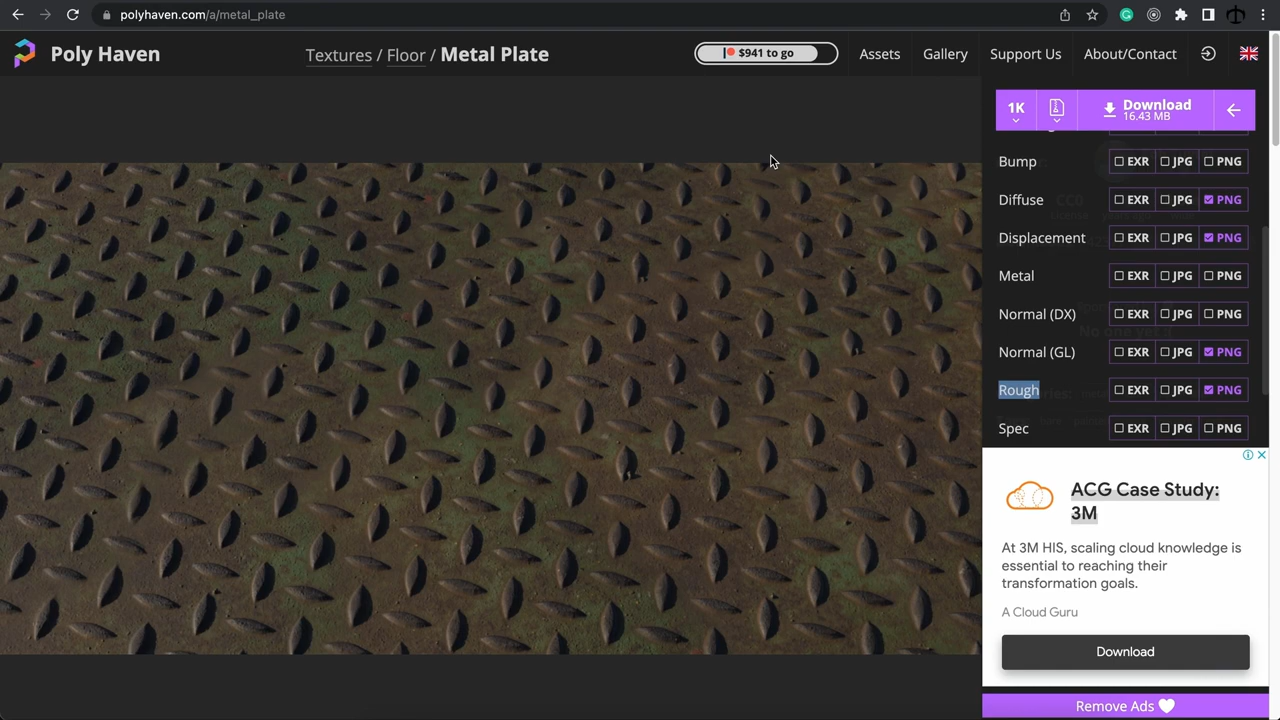 polyhaven.com/a/metal_plate
Poly Haven
Textures / Floor / Metal Plate
$941 to go
Assets
Gallery
Support Us
About/Contact
1K
Download
16.43 MB
Bump EXR JPG PNG
Diffuse EXR JPG PNG
Displacement EXR JPG PNG
Metal EXR JPG PNG
Normal (DX) EXR JPG PNG
Normal (GL) EXR JPG PNG
Rough EXR JPG PNG
Spec EXR JPG PNG
ACG Case Study:
3M
At 3M HIS, scaling cloud knowledge is
essential to reaching their
transformation goals.
A Cloud Guru
Download
Remove Ads